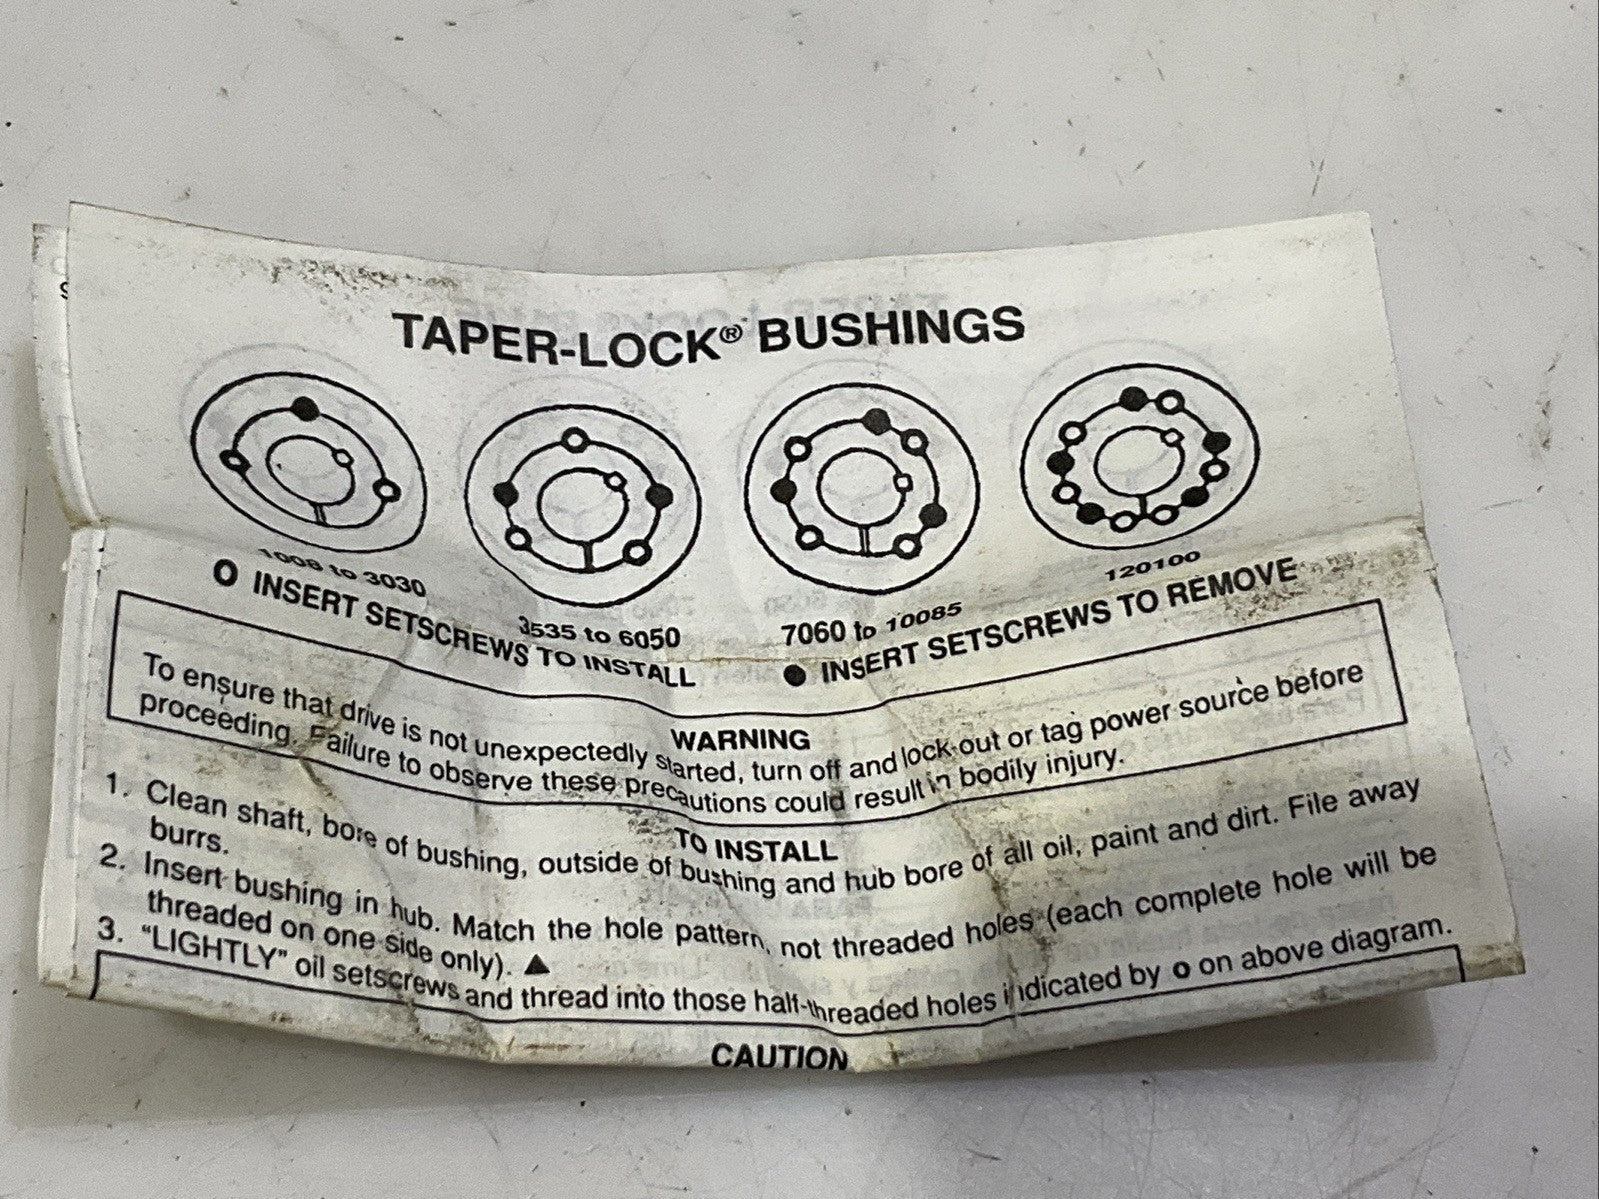 TAPER-LOCK® BUSHINGS
1008 to 3030
3535 to 6050
7060 to 10085
120100
O INSERT SETSCREWS TO INSTALL
● INSERT SETSCREWS TO REMOVE
WARNING
To ensure that drive is not unexpectedly started, turn off and lock out or tag power source before
proceeding. Failure to observe these precautions could result in bodily injury.
TO INSTALL
1. Clean shaft, bore of bushing, outside of bushing and hub bore of all oil, paint and dirt. File away
burrs.
2. Insert bushing in hub. Match the hole pattern, not threaded holes (each complete hole will be
threaded on one side only). ▲
3. “LIGHTLY” oil setscrews and thread into those half-threaded holes indicated by o on above diagram.
CAUTION